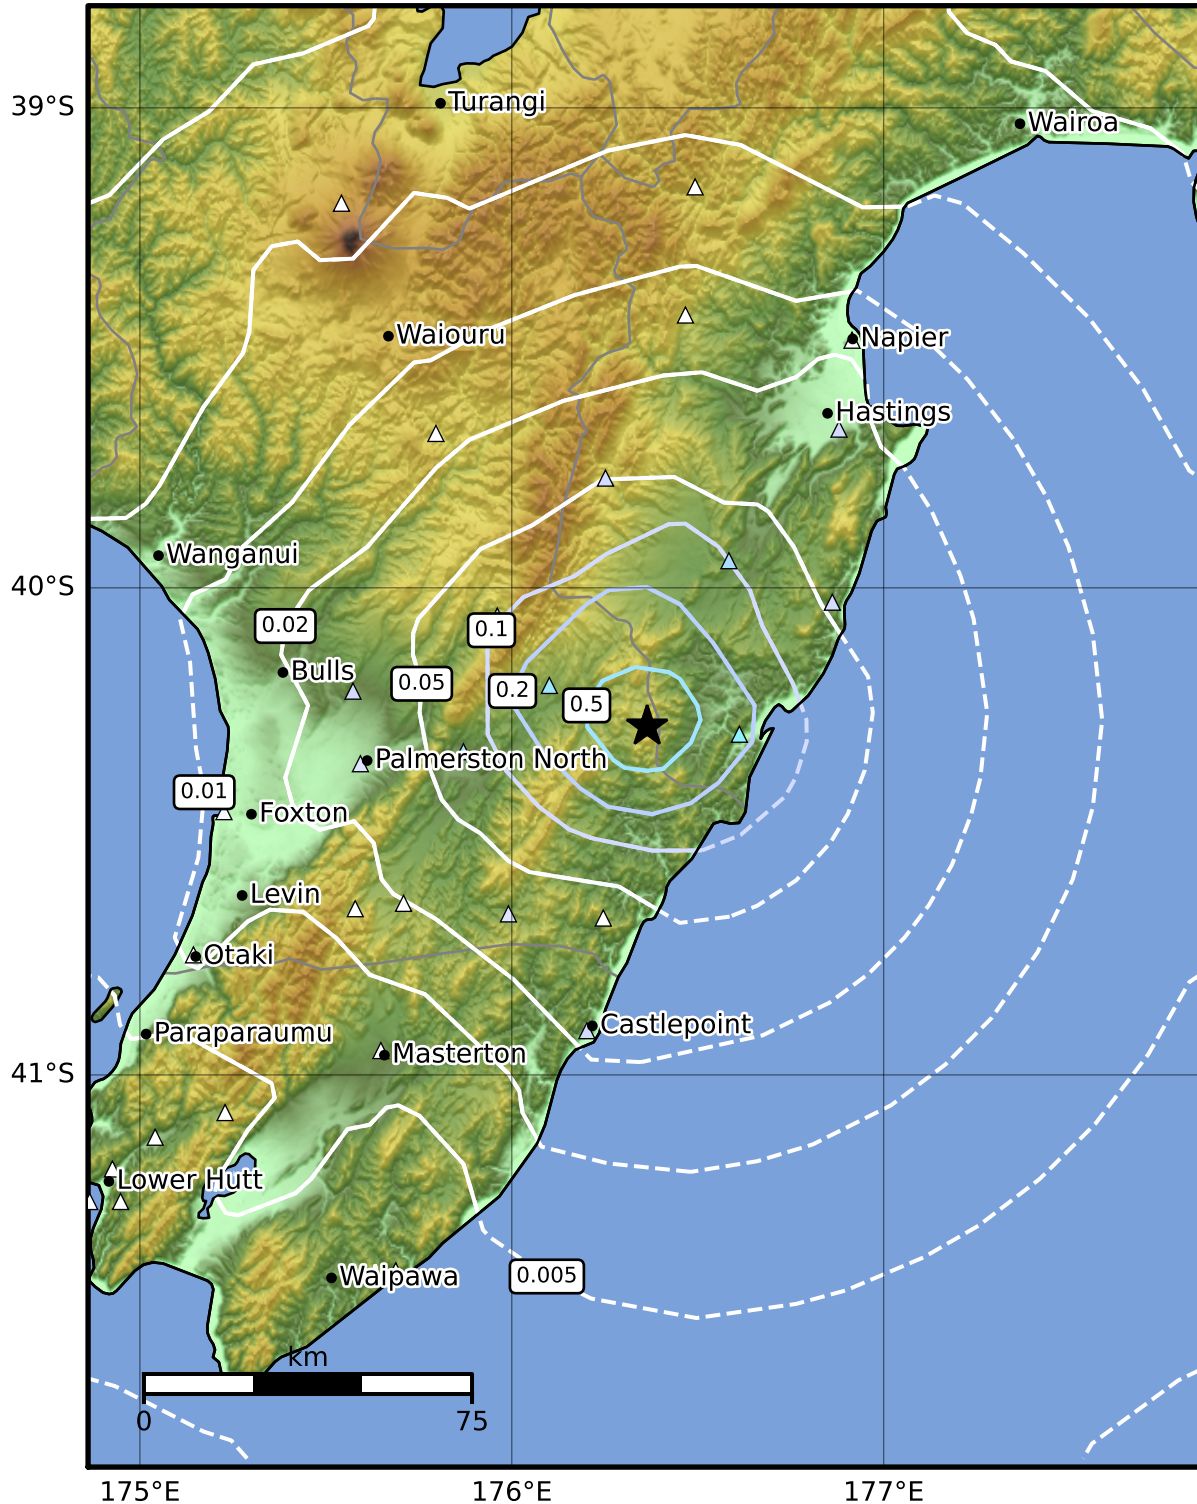 39°S
Turangi
Wairoa
Waiouru
Napier
Hastings
Wanganui
40°S
0.02
0.1
Bulls
0.05
0.2
0.5
Palmerston North
0.01
Foxton
Levin
Otaki
Castlepoint
Paraparaumu
Masterton
41°S
Lower Hutt
Waipawa
0.005
km
0
75
175°E
176°E
177°E